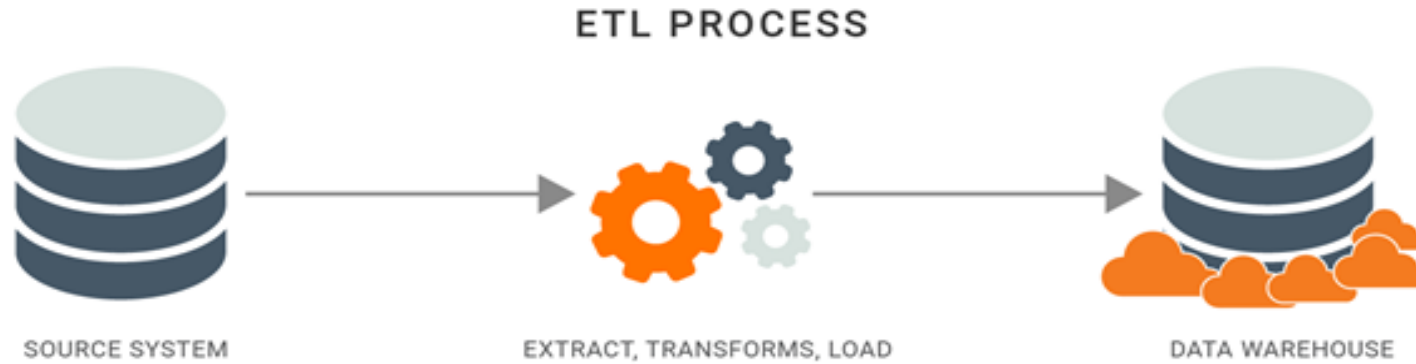 ETL PROCESS
SOURCE SYSTEM
EXTRACT, TRANSFORMS, LOAD
DATA WAREHOUSE